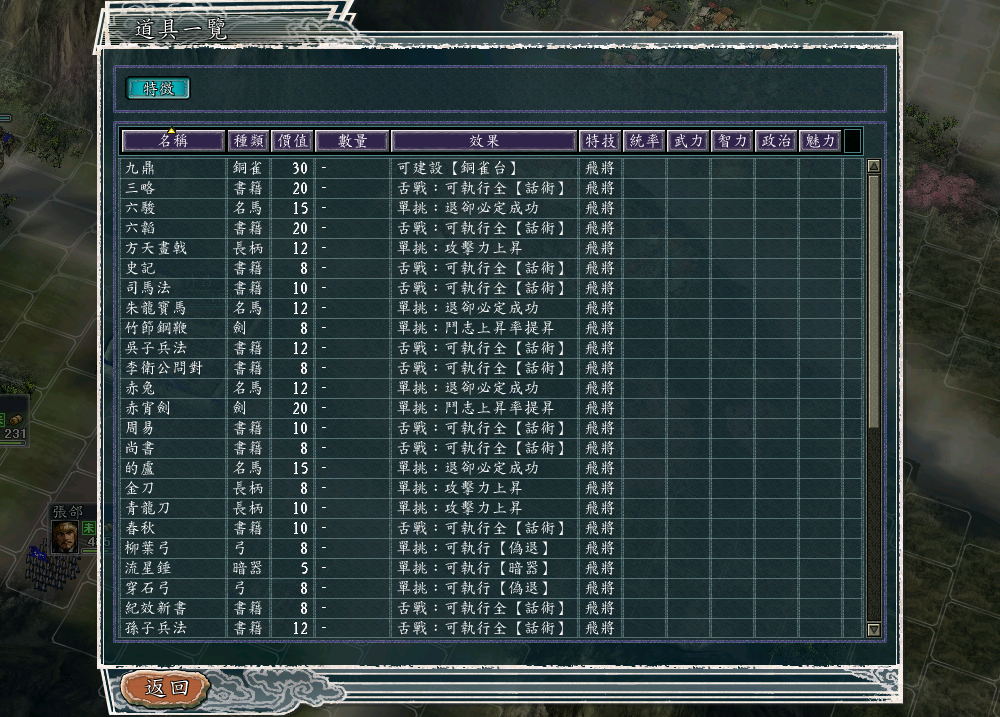 道具一覽
特徵
名稱 種類 價值 數量 效果 特技 統率 武力 智力 政治 魅力
九鼎 銅雀 30 - 可建設【銅雀台】 飛將
三略 書籍 20 - 舌戰：可執行全【話術】 飛將
六駿 名馬 15 - 單挑：退卻必定成功 飛將
六韜 書籍 20 - 舌戰：可執行全【話術】 飛將
方天畫戟 長柄 12 - 單挑：攻擊力上昇 飛將
史記 書籍 8 - 舌戰：可執行全【話術】 飛將
司馬法 書籍 10 - 舌戰：可執行全【話術】 飛將
朱龍寶馬 名馬 12 - 單挑：退卻必定成功 飛將
竹節鋼鞭 劍 8 - 單挑：鬥志上昇率提昇 飛將
吳子兵法 書籍 12 - 舌戰：可執行全【話術】 飛將
李衛公問對 書籍 8 - 舌戰：可執行全【話術】 飛將
赤兔 名馬 12 - 單挑：退卻必定成功 飛將
赤宵劍 劍 20 - 單挑：鬥志上昇率提昇 飛將
周易 書籍 10 - 舌戰：可執行全【話術】 飛將
尚書 書籍 8 - 舌戰：可執行全【話術】 飛將
的盧 名馬 15 - 單挑：退卻必定成功 飛將
金刀 長柄 8 - 單挑：攻擊力上昇 飛將
青龍刀 長柄 10 - 單挑：攻擊力上昇 飛將
春秋 書籍 10 - 舌戰：可執行全【話術】 飛將
柳葉弓 弓 8 - 單挑：可執行【偽退】 飛將
流星錘 暗器 5 - 單挑：可執行【暗器】 飛將
穿石弓 弓 8 - 單挑：可執行【偽退】 飛將
紀效新書 書籍 8 - 舌戰：可執行全【話術】 飛將
孫子兵法 書籍 12 - 舌戰：可執行全【話術】 飛將
返回
231
張郃
未